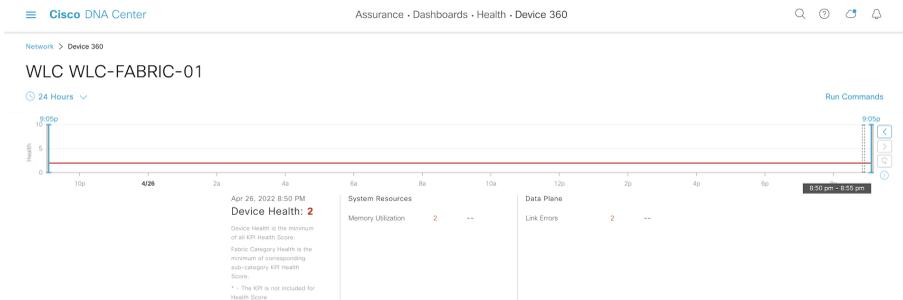 Cisco DNA Center
Assurance · Dashboards · Health · Device 360
Network > Device 360
WLC WLC-FABRIC-01
24 Hours
Run Commands
9:05p
9:05p
10
5
0
Health
10p
4/26
2a
4a
6a
8a
10a
12p
2p
4p
6p
8:50 pm - 8:55 pm
Apr 26, 2022 8:50 PM
Device Health: 2
Device Health is the minimum
of all KPI Health Score.
Fabric Category Health is the
minimum of corresponding
sub-category KPI Health
Score.
* - The KPI is not included for
Health Score
System Resources
Memory Utilization 2 --
Data Plane
Link Errors 2 --